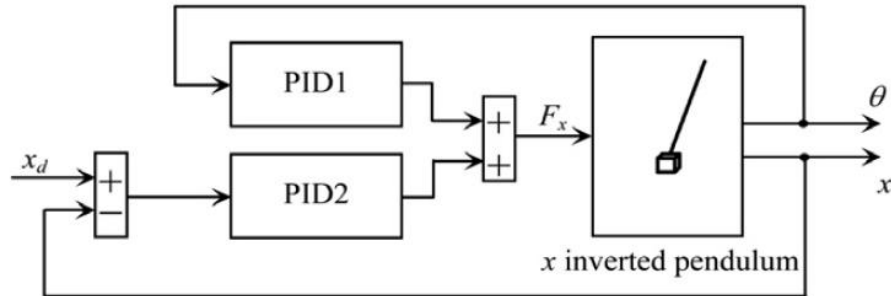 PID1
θ
F_x
x_d
PID2
x
x inverted pendulum
+
+
+
−